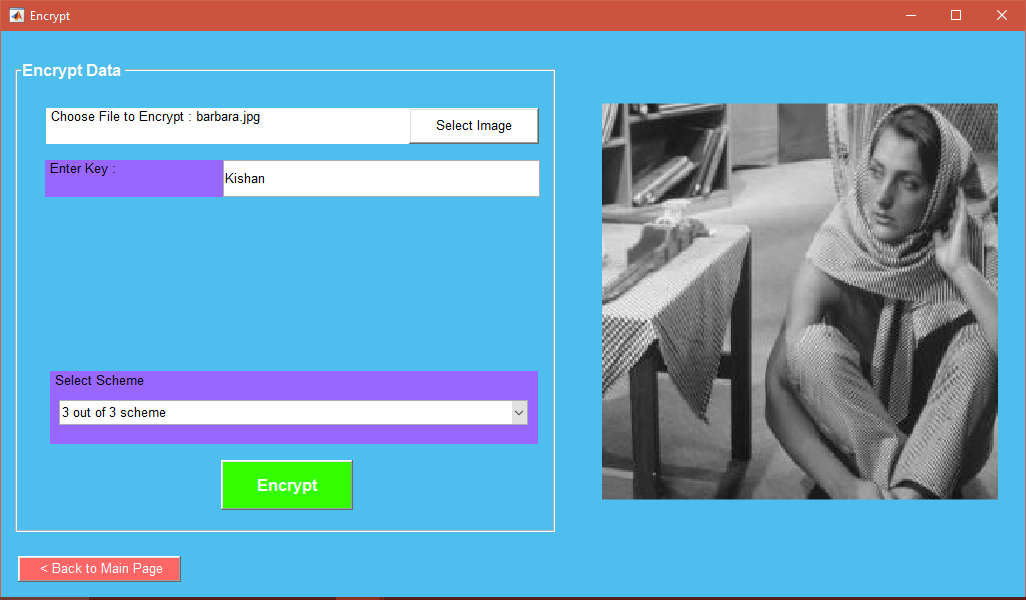 Encrypt
Encrypt Data
Choose File to Encrypt : barbara.jpg
Select Image
Enter Key :
Kishan
Select Scheme
3 out of 3 scheme
Encrypt
< Back to Main Page